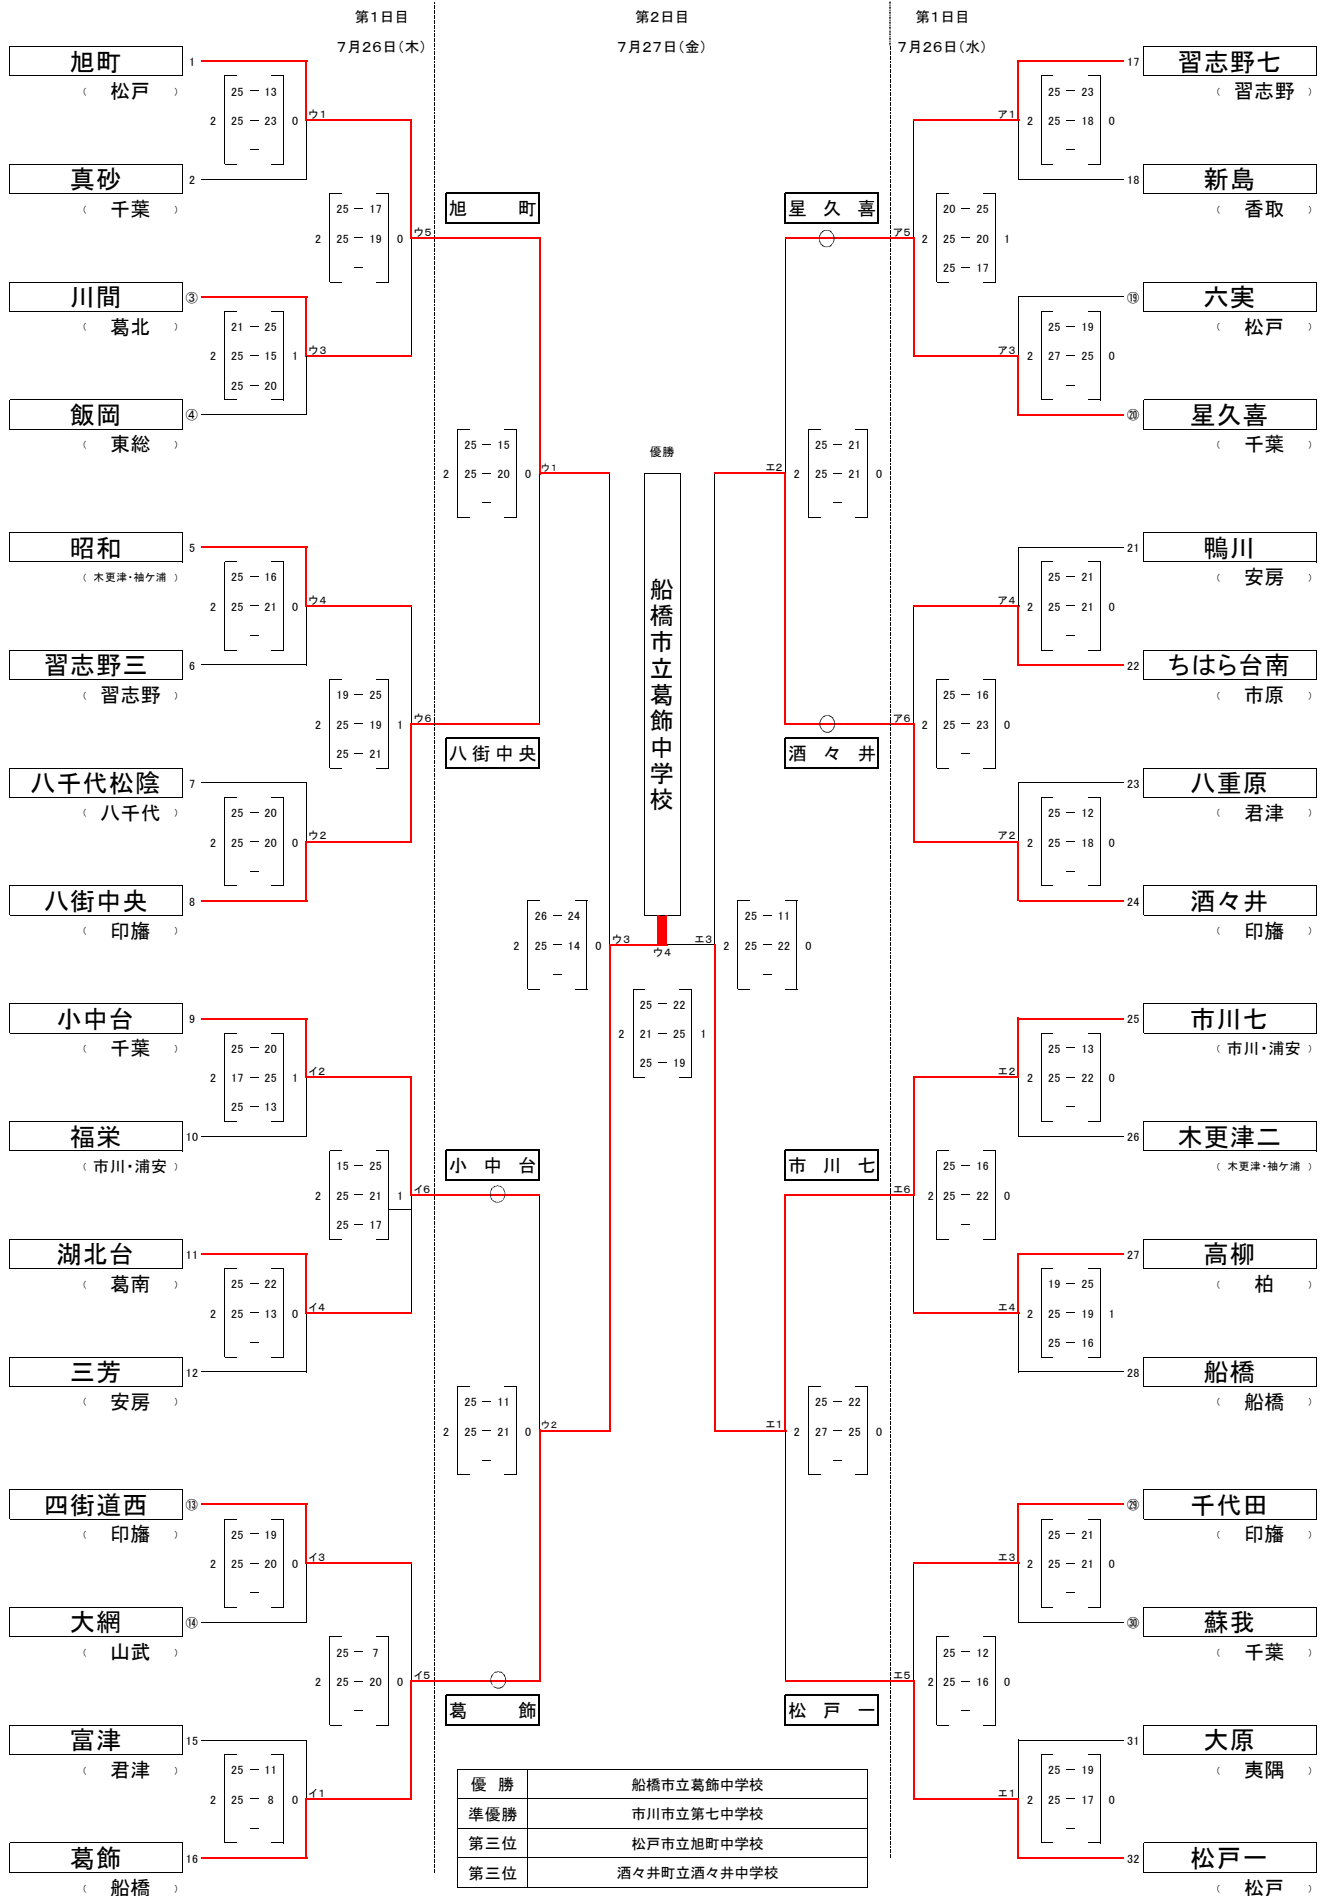 第1日目
7月26日(木)
第2日目
7月27日(金)
第1日目
7月26日(水)
旭町 1
( 松戸 )
25 － 13
2 25 － 23 0 ウ1
－
真砂 2
( 千葉 )
25 － 17
2 25 － 19 0 ウ5
－
川間 ③
( 葛北 )
21 － 25
2 25 － 15 1 ウ3
25 － 20
飯岡 ④
( 東総 )
昭和 5
( 木更津・袖ケ浦 )
25 － 16
2 25 － 21 0 ウ4
－
習志野三 6
( 習志野 )
19 － 25
2 25 － 19 1 ウ6
25 － 21
八千代松陰 7
( 八千代 )
25 － 20
2 25 － 20 0 ウ2
－
八街中央 8
( 印旛 )
小中台 9
( 千葉 )
25 － 20
2 17 － 25 1 イ2
25 － 13
福栄 10
( 市川・浦安 )
15 － 25
2 25 － 21 1 イ6
25 － 17
湖北台 11
( 葛南 )
25 － 22
2 25 － 13 0 イ4
－
三芳 12
( 安房 )
四街道西 ⑬
( 印旛 )
25 － 19
2 25 － 20 0 イ3
－
大網 ⑭
( 山武 )
25 － 7
2 25 － 20 0 イ5
－
富津 15
( 君津 )
25 － 11
2 25 － 8 0 イ1
－
葛飾 16
( 船橋 )
旭 町
25 － 15
2 25 － 20 0 ウ1
－
八街中央
26 － 24
2 25 － 14 0 ウ3
－
小 中 台
25 － 11
2 25 － 21 0 ウ2
－
葛 飾
優勝
船橋市立葛飾中学校
ウ4
25 － 22
2 21 － 25 1
25 － 19
星 久 喜
エ2
25 － 21
2 25 － 21 0
－
酒 々 井
エ3
25 － 11
2 25 － 22 0
－
市 川 七
エ1
25 － 22
2 27 － 25 0
－
松 戸 一
17 習志野七
( 習志野 )
ア1
25 － 23
2 25 － 18 0
－
18 新島
( 香取 )
ア5
20 － 25
2 25 － 20 1
25 － 17
⑲ 六実
( 松戸 )
ア3
25 － 19
2 27 － 25 0
－
⑳ 星久喜
( 千葉 )
21 鴨川
( 安房 )
ア4
25 － 21
2 25 － 21 0
－
22 ちはら台南
( 市原 )
ア6
25 － 16
2 25 － 23 0
－
23 八重原
( 君津 )
ア2
25 － 12
2 25 － 18 0
－
24 酒々井
( 印旛 )
25 市川七
( 市川・浦安 )
エ2
25 － 13
2 25 － 22 0
－
26 木更津二
( 木更津・袖ケ浦 )
エ6
25 － 16
2 25 － 22 0
－
27 高柳
( 柏 )
エ4
19 － 25
2 25 － 19 1
25 － 16
28 船橋
( 船橋 )
㉙ 千代田
( 印旛 )
エ3
25 － 21
2 25 － 21 0
－
㉚ 蘇我
( 千葉 )
エ5
25 － 12
2 25 － 16 0
－
31 大原
( 夷隅 )
エ1
25 － 19
2 25 － 17 0
－
32 松戸一
( 松戸 )
優 勝 船橋市立葛飾中学校
準優勝 市川市立第七中学校
第三位 松戸市立旭町中学校
第三位 酒々井町立酒々井中学校